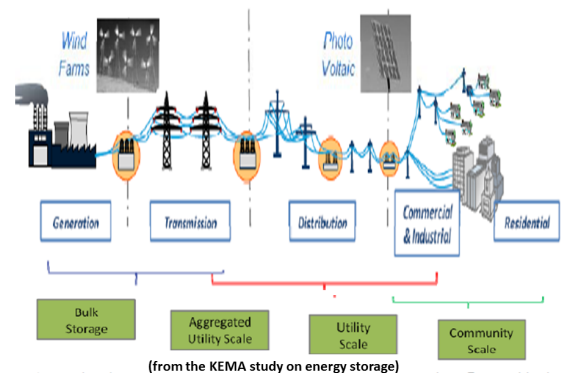 Wind
Farms
Photo
Voltaic
Generation
Transmission
Distribution
Commercial
& Industrial
Residential
Bulk
Storage
Aggregated
Utility Scale
Utility
Scale
Community
Scale
(from the KEMA study on energy storage)